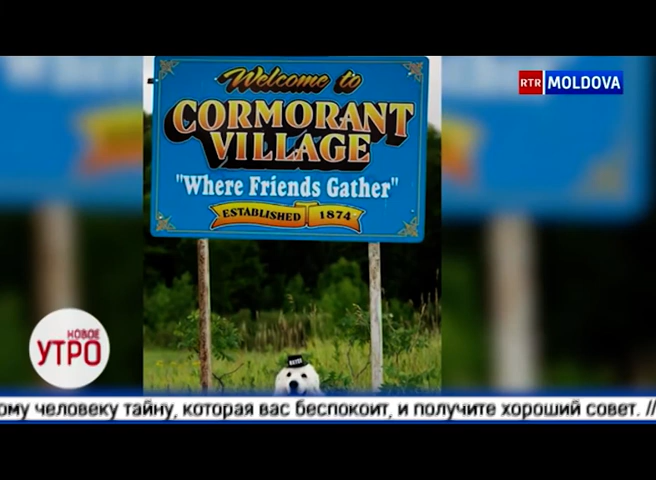 Welcome to
CORMORANT
VILLAGE
"Where Friends Gather"
ESTABLISHED 1874
RTR MOLDOVA
НОВОЕ
УТРО
ому человеку тайну, которая вас беспокоит, и получите хороший совет. //